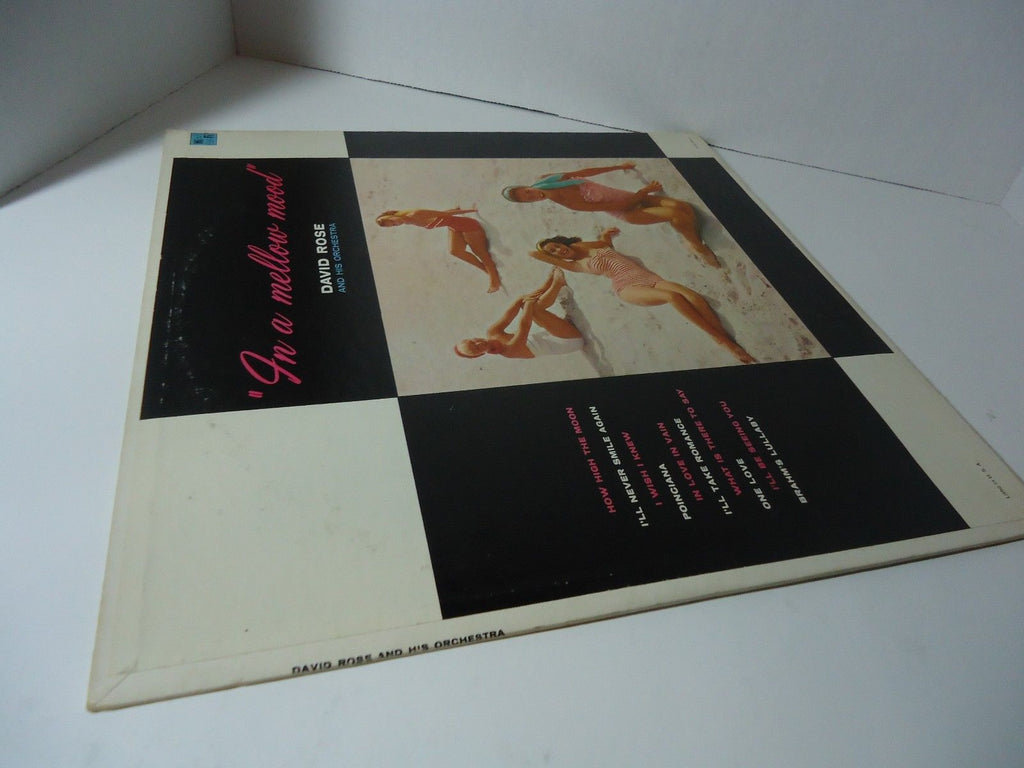 "In a mellow mood"
DAVID ROSE
AND HIS ORCHESTRA
HOW HIGH THE MOON
I'LL NEVER SMILE AGAIN
I WISH I KNEW
POINCIANA
IN LOVE IN VAIN
I'LL TAKE ROMANCE
WHAT IS THERE TO SAY
ONE LOVE
I'LL BE SEEING YOU
BRAHMS LULLABY
DAVID ROSE AND HIS ORCHESTRA